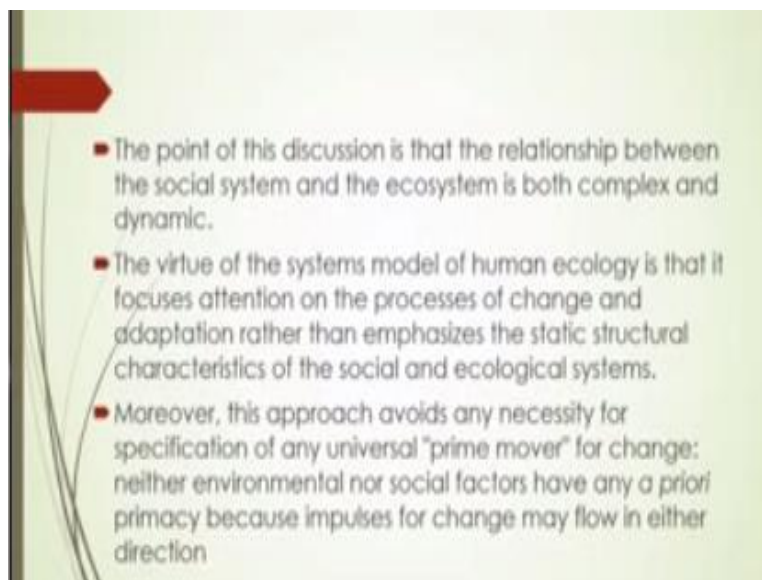 The point of this discussion is that the relationship between
the social system and the ecosystem is both complex and
dynamic.
The virtue of the systems model of human ecology is that it
focuses attention on the processes of change and
adaptation rather than emphasizes the static structural
characteristics of the social and ecological systems.
Moreover, this approach avoids any necessity for
specification of any universal "prime mover" for change:
neither environmental nor social factors have any a priori
primacy because impulses for change may flow in either
direction